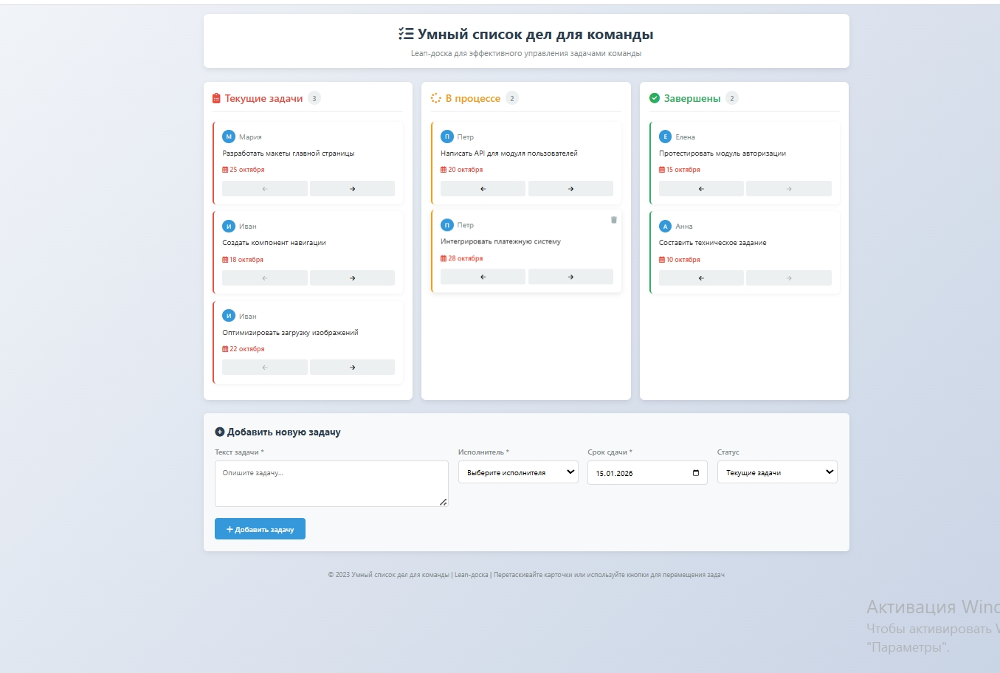 Умный список дел для команды
Lean-доска для эффективного управления задачами команды
Текущие задачи 3
М Мария
Разработать макеты главной страницы
25 октября
← →
И Иван
Создать компонент навигации
18 октября
← →
И Иван
Оптимизировать загрузку изображений
22 октября
← →
В процессе 2
П Петр
Написать API для модуля пользователей
20 октября
← →
П Петр
Интегрировать платежную систему
28 октября
← →
Завершены 2
Е Елена
Протестировать модуль авторизации
15 октября
← →
А Анна
Составить техническое задание
10 октября
← →
Добавить новую задачу
Текст задачи *
Опишите задачу...
Исполнитель *
Выберите исполнителя
Срок сдачи *
15.01.2026
Статус
Текущие задачи
+ Добавить задачу
© 2023 Умный список дел для команды | Lean-доска | Перетаскивайте карточки или используйте кнопки для перемещения задач
Активация Wind
Чтобы активировать W
"Параметры".